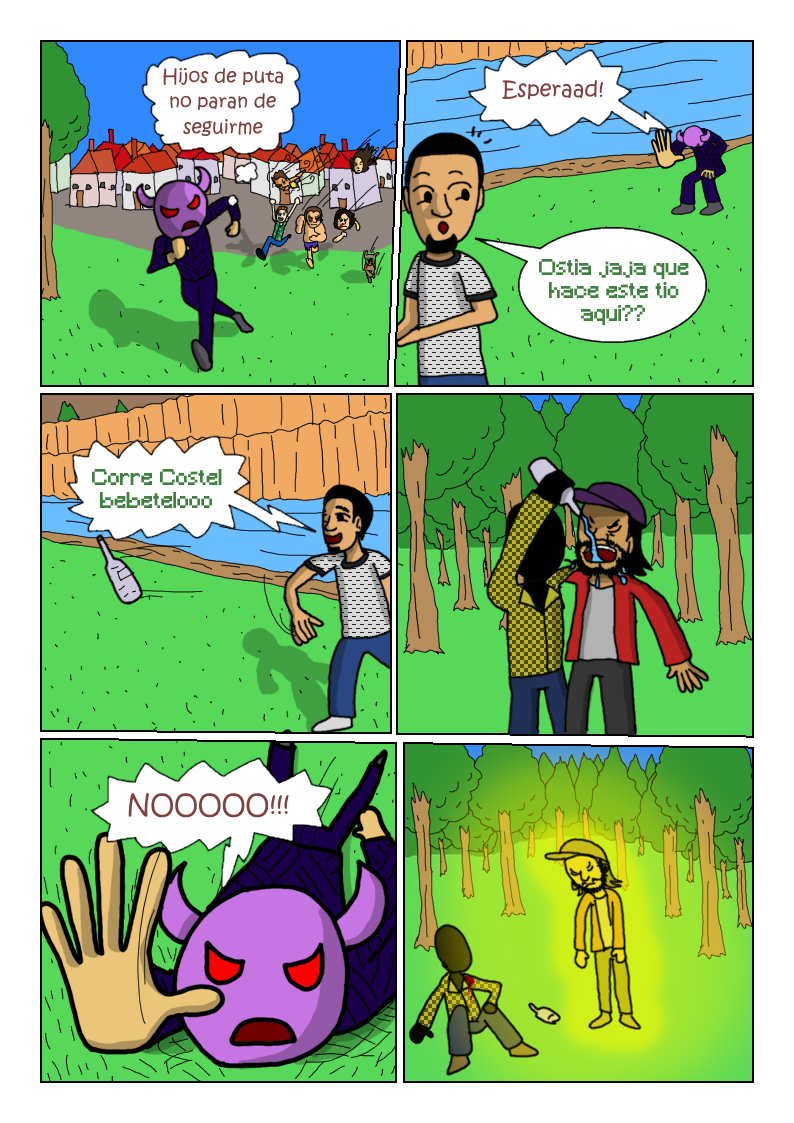 Hijos de puta
no paran de
seguirme
Esperaad!
Ostia ,jaja que
hace este tio
aqui??
Corre Costel
bebetelooo
NOOOOO!!!